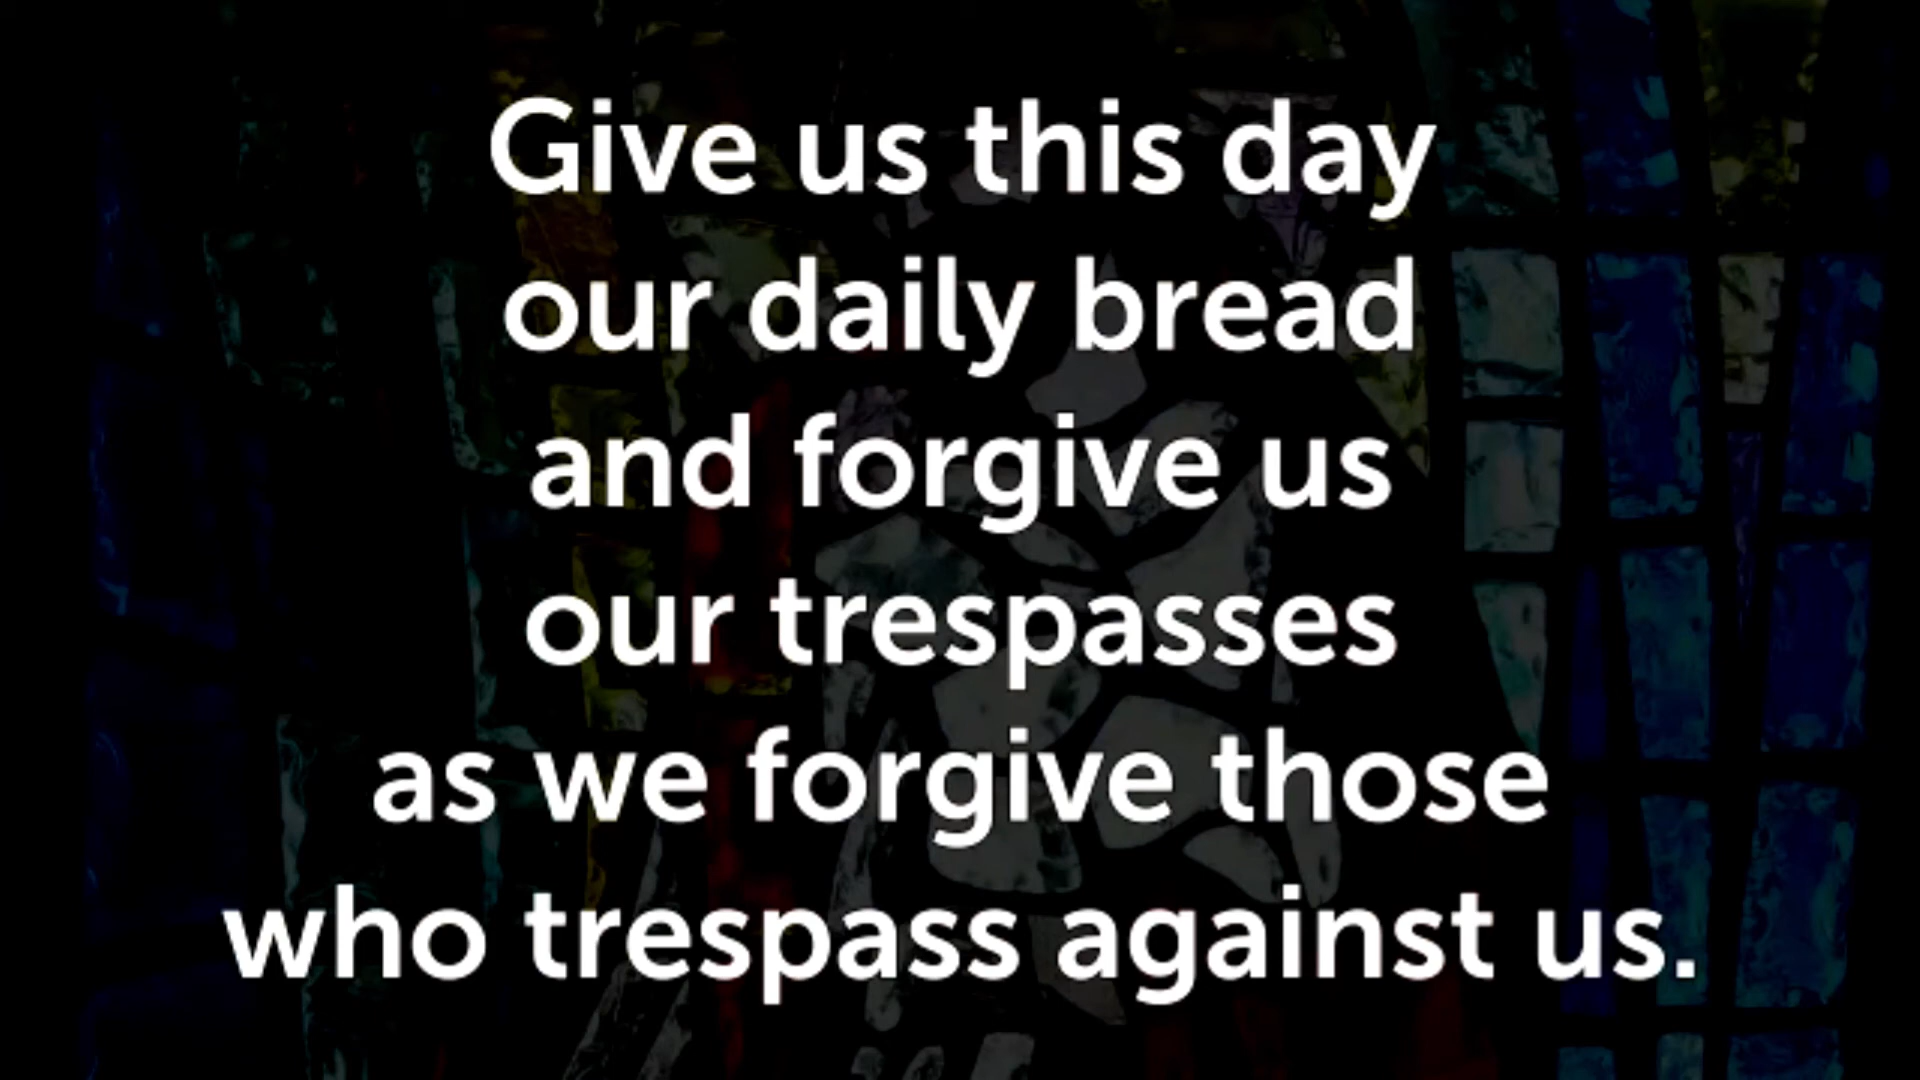 Give us this day
our daily bread
and forgive us
our trespasses
as we forgive those
who trespass against us.